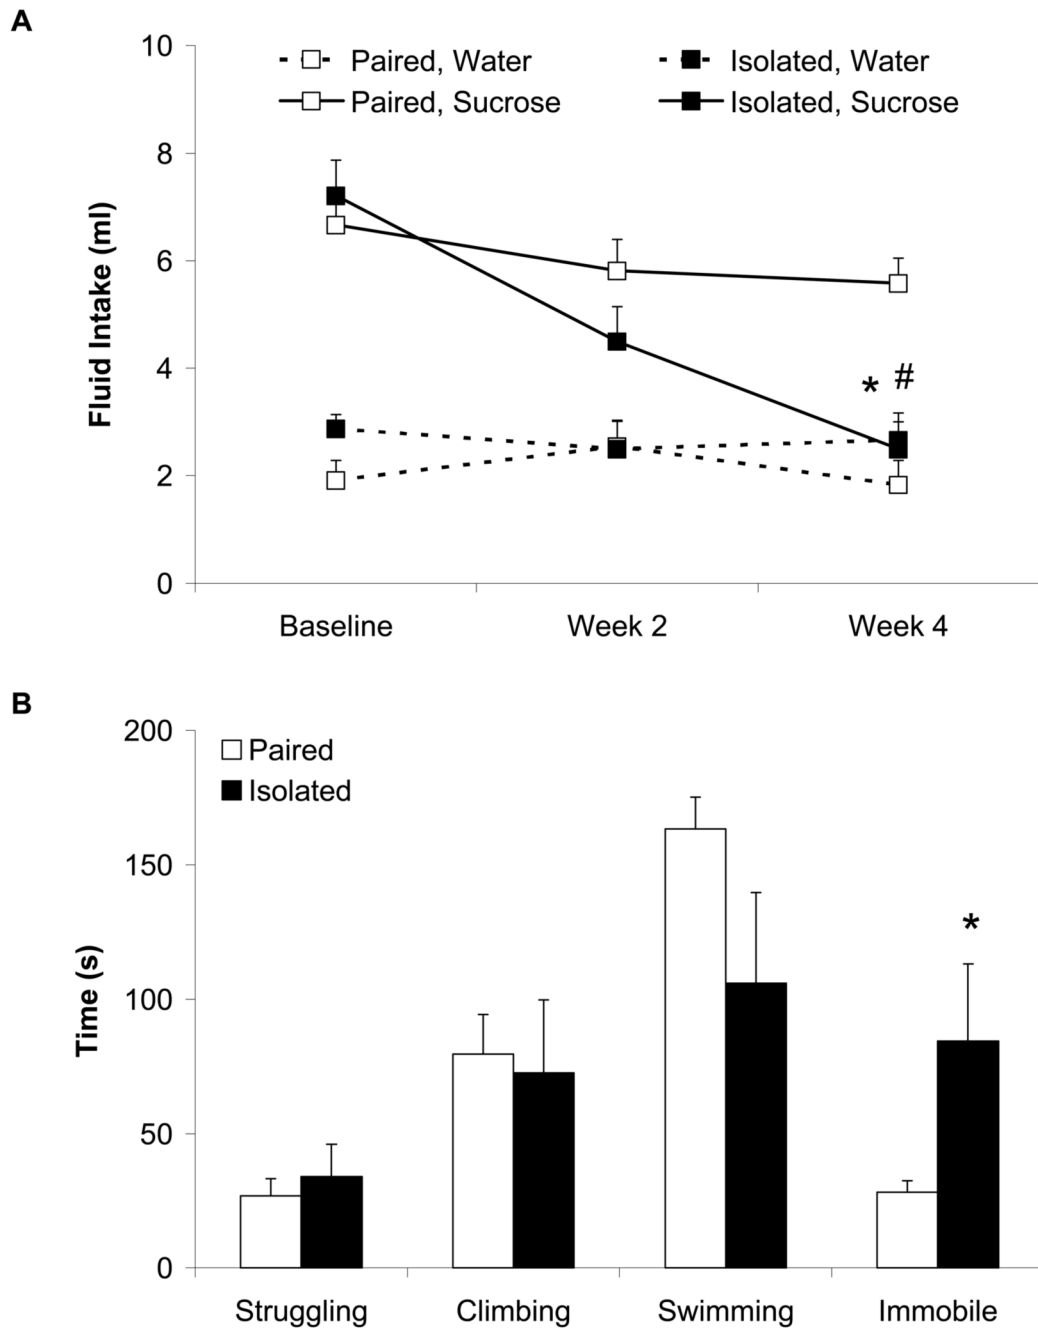 A
10
Paired, Water
Isolated, Water
Paired, Sucrose
Isolated, Sucrose
8
6
4
2
0
Fluid Intake (ml)
* #
Baseline
Week 2
Week 4
B
200
Paired
Isolated
150
100
50
0
Time (s)
*
Struggling
Climbing
Swimming
Immobile